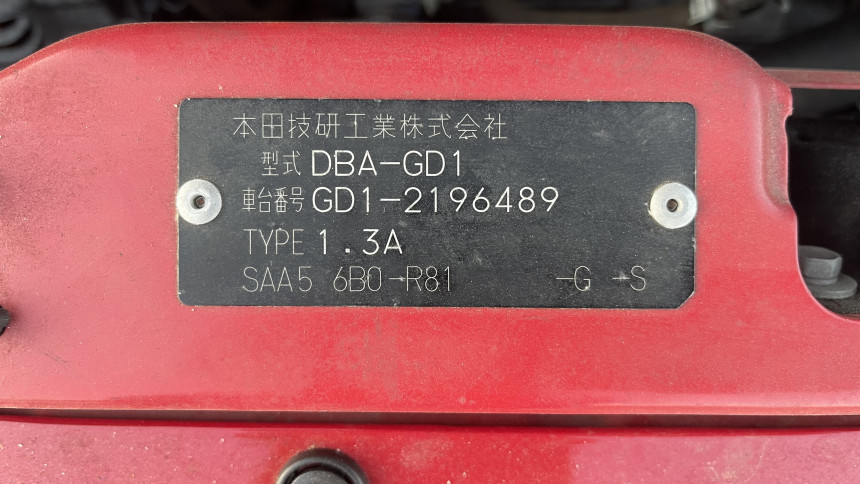 本田技研工業株式会社
型式 DBA-GD1
車台番号 GD1-2196489
TYPE 1.3A
SAA5 6B0-R81 -G -S